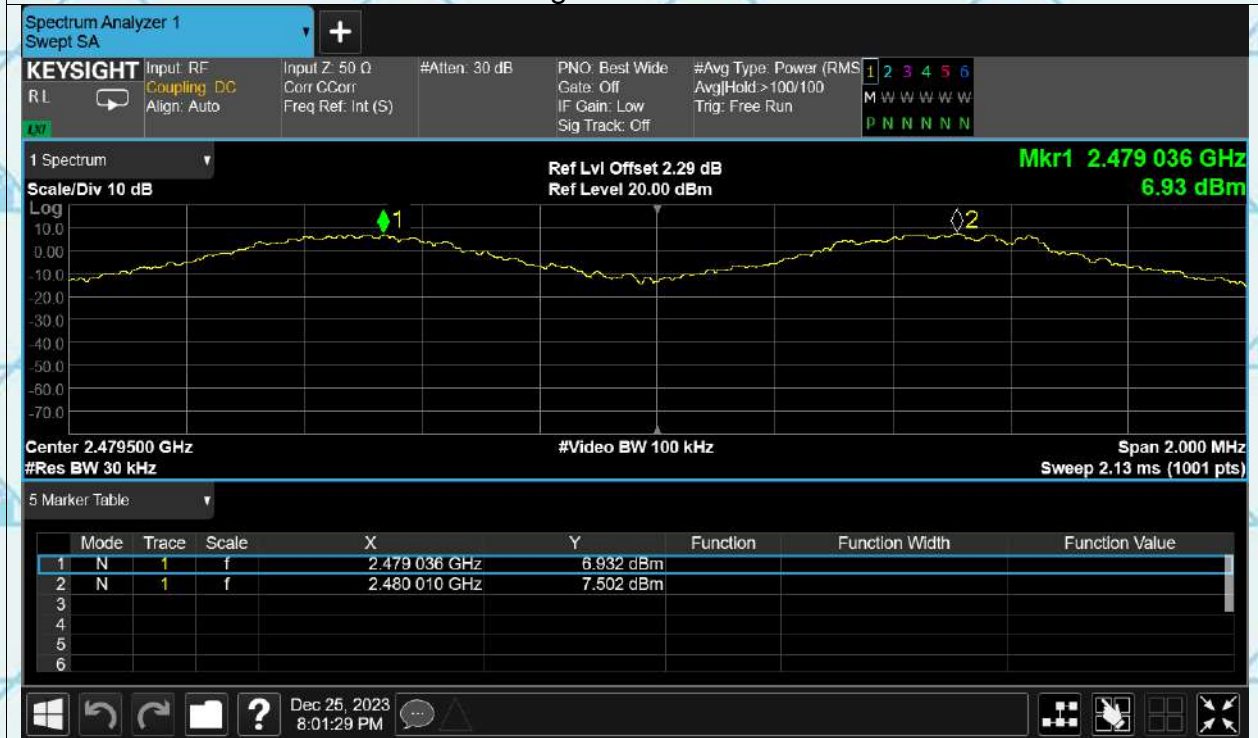 Spectrum Analyzer 1
Swept SA
+
KEYSIGHT
RL
LXI
Input: RF
Coupling: DC
Align: Auto
Input Z: 50 Ω
Corr CCorr
Freq Ref: Int (S)
#Atten: 30 dB
PNO: Best Wide
Gate: Off
IF Gain: Low
Sig Track: Off
#Avg Type: Power (RMS
Avg|Hold:>100/100
Trig: Free Run
1 2 3 4 5 6
M W W W W W
P N N N N N
1 Spectrum
Scale/Div 10 dB
Ref Lvl Offset 2.29 dB
Ref Level 20.00 dBm
Mkr1 2.479 036 GHz
6.93 dBm
Log
10.0
0.00
-10.0
-20.0
-30.0
-40.0
-50.0
-60.0
-70.0
1
2
Center 2.479500 GHz
#Res BW 30 kHz
#Video BW 100 kHz
Span 2.000 MHz
Sweep 2.13 ms (1001 pts)
5 Marker Table
Mode Trace Scale X Y Function Function Width Function Value
1 N 1 f 2.479 036 GHz 6.932 dBm
2 N 1 f 2.480 010 GHz 7.502 dBm
3
4
5
6
?
Dec 25, 2023
8:01:29 PM